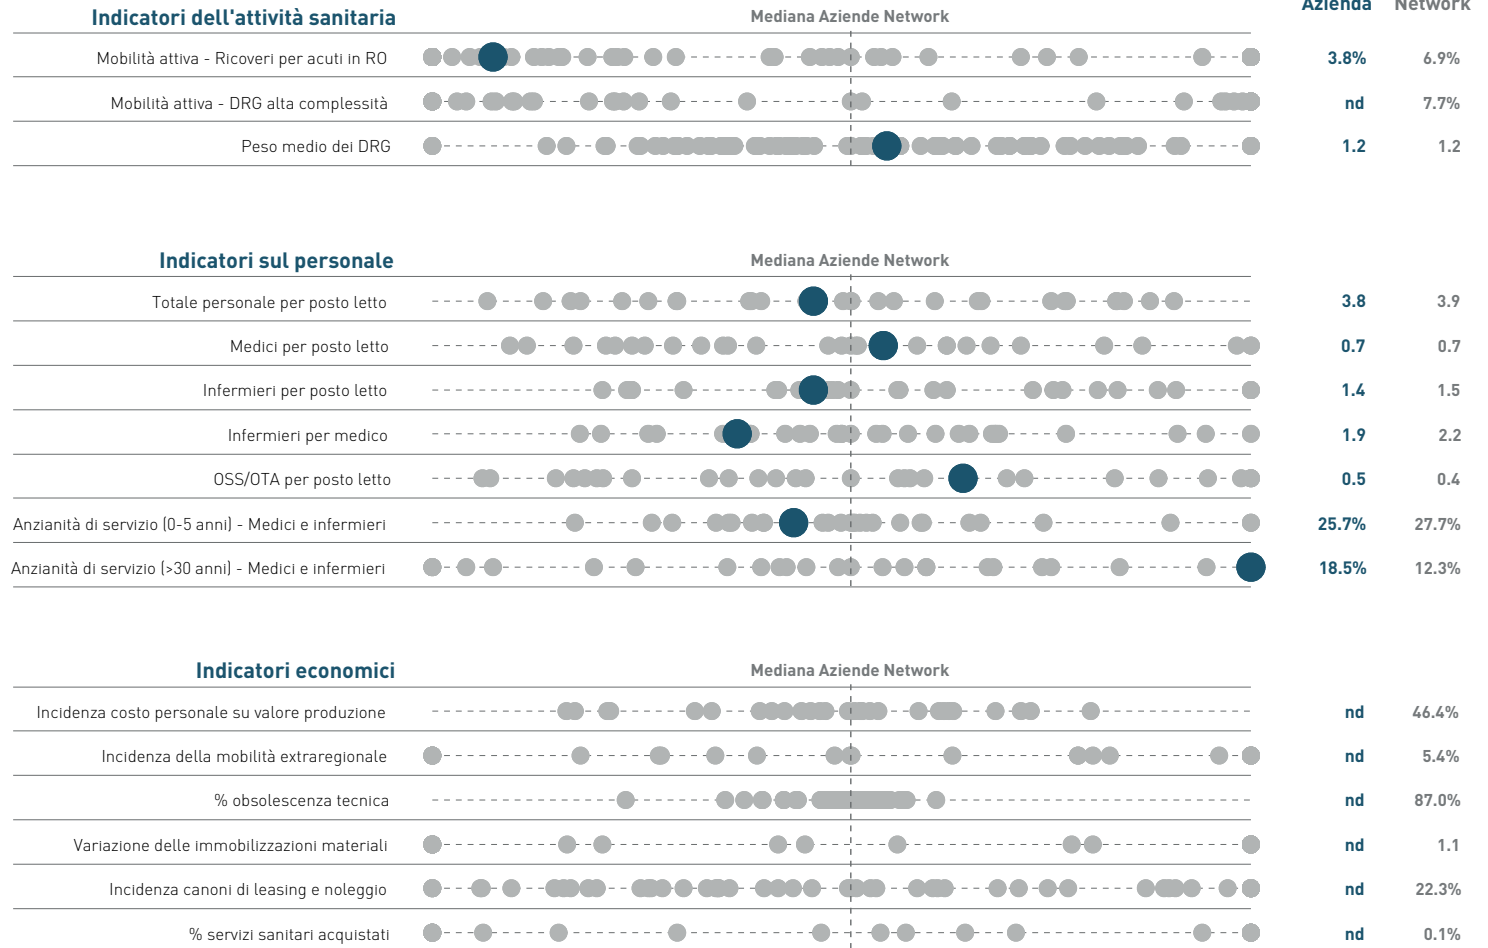 Azienda Network
Indicatori dell'attività sanitaria Mediana Aziende Network
Mobilità attiva - Ricoveri per acuti in RO 3.8% 6.9%
Mobilità attiva - DRG alta complessità nd 7.7%
Peso medio dei DRG 1.2 1.2
Indicatori sul personale Mediana Aziende Network
Totale personale per posto letto 3.8 3.9
Medici per posto letto 0.7 0.7
Infermieri per posto letto 1.4 1.5
Infermieri per medico 1.9 2.2
OSS/OTA per posto letto 0.5 0.4
Anzianità di servizio (0-5 anni) - Medici e infermieri 25.7% 27.7%
Anzianità di servizio (>30 anni) - Medici e infermieri 18.5% 12.3%
Indicatori economici Mediana Aziende Network
Incidenza costo personale su valore produzione nd 46.4%
Incidenza della mobilità extraregionale nd 5.4%
% obsolescenza tecnica nd 87.0%
Variazione delle immobilizzazioni materiali nd 1.1
Incidenza canoni di leasing e noleggio nd 22.3%
% servizi sanitari acquistati nd 0.1%